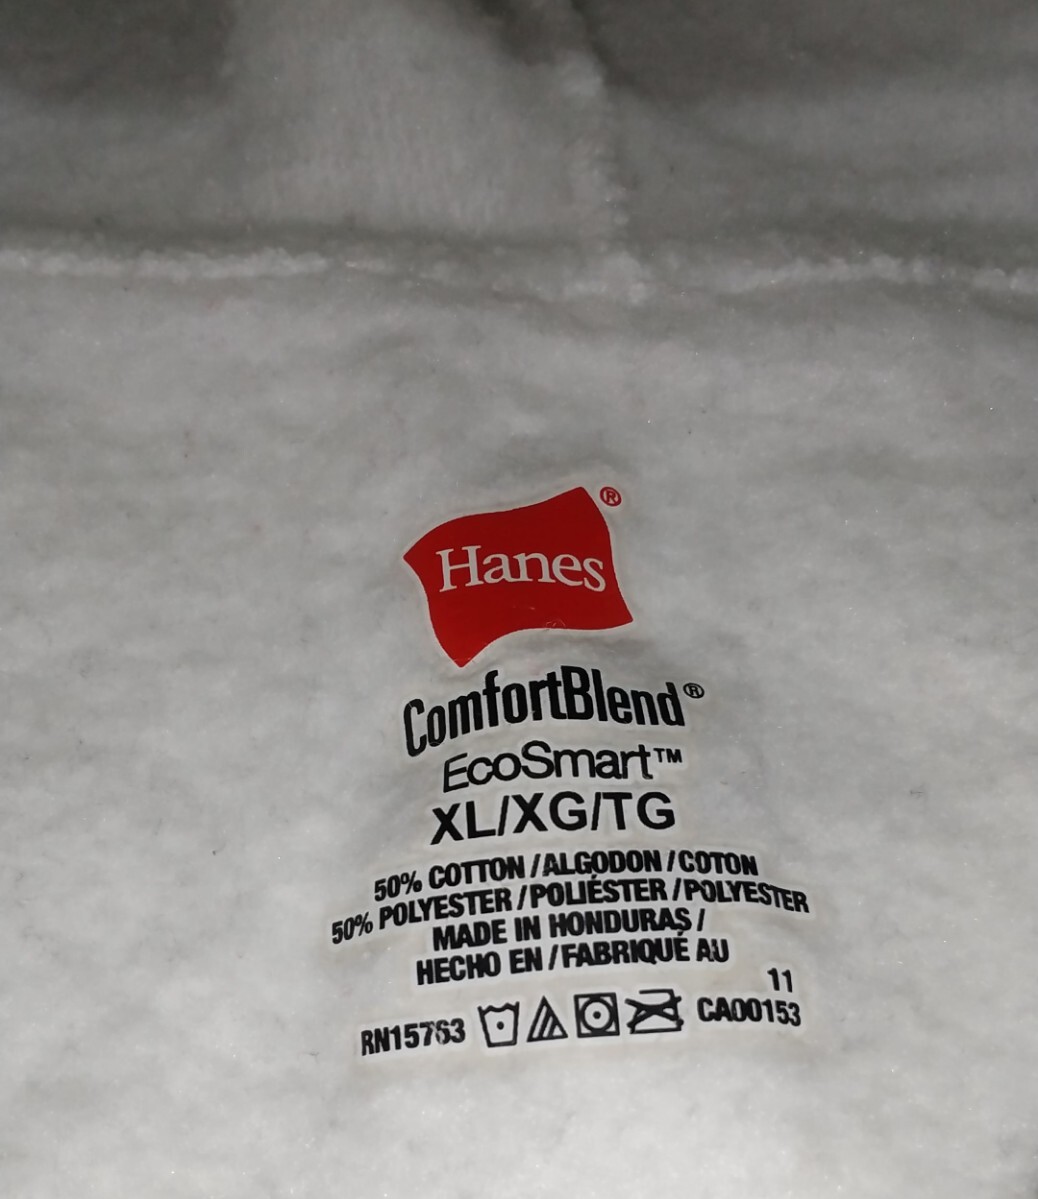 Hanes®
ComfortBlend®
EcoSmart™
XL/XG/TG
50% COTTON/ALGODON/COTON
50% POLYESTER/POLIÉSTER/POLYESTER
MADE IN HONDURAS/
HECHO EN/FABRIQUÉ AU
11
RN15763 CA00153